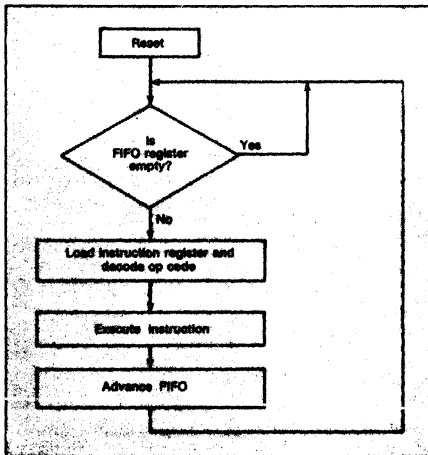 Reset
Is
FIFO register
empty?
Yes
No
Load instruction register and
decode op code
Execute instruction
Advance FIFO